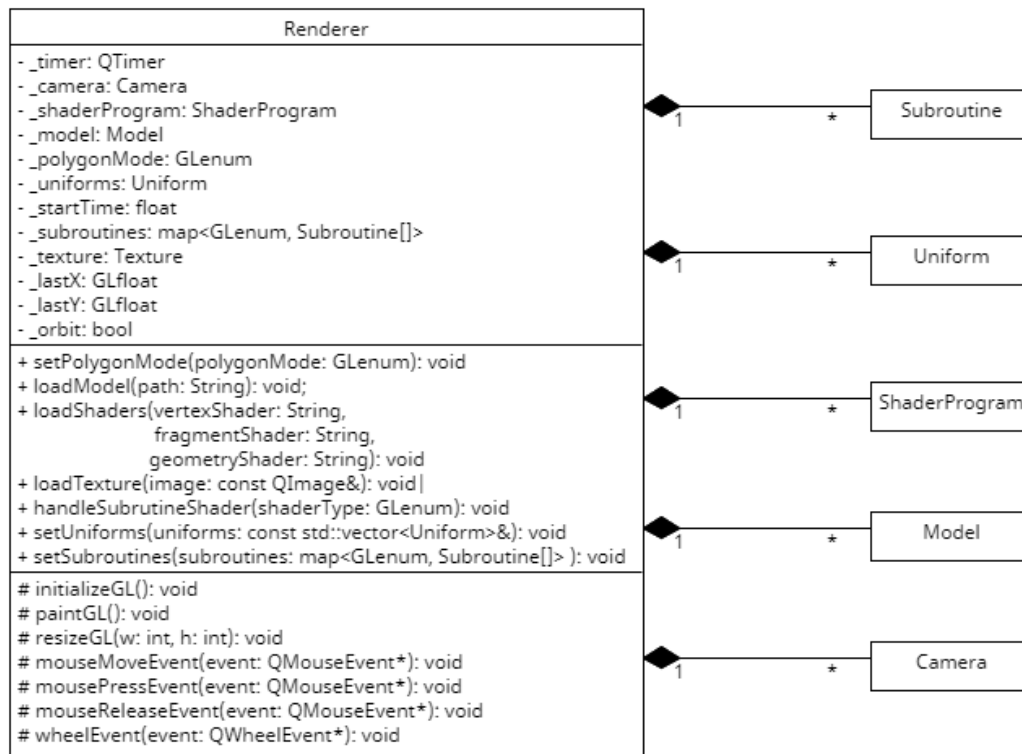 Renderer
- _timer: QTimer
- _camera: Camera
- _shaderProgram: ShaderProgram
- _model: Model
- _polygonMode: GLenum
- _uniforms: Uniform
- _startTime: float
- _subroutines: map<GLenum, Subroutine[]>
- _texture: Texture
- _lastX: GLfloat
- _lastY: GLfloat
- _orbit: bool
+ setPolygonMode(polygonMode: GLenum): void
+ loadModel(path: String): void;
+ loadShaders(vertexShader: String,
fragmentShader: String,
geometryShader: String): void
+ loadTexture(image: const QImage&): void|
+ handleSubrutineShader(shaderType: GLenum): void
+ setUniforms(uniforms: const std::vector<Uniform>&): void
+ setSubroutines(subroutines: map<GLenum, Subroutine[]> ): void
# initializeGL(): void
# paintGL(): void
# resizeGL(w: int, h: int): void
# mouseMoveEvent(event: QMouseEvent*): void
# mousePressEvent(event: QMouseEvent*): void
# mouseReleaseEvent(event: QMouseEvent*): void
# wheelEvent(event: QWheelEvent*): void
1 * Subroutine
1 * Uniform
1 * ShaderProgram
1 * Model
1 * Camera